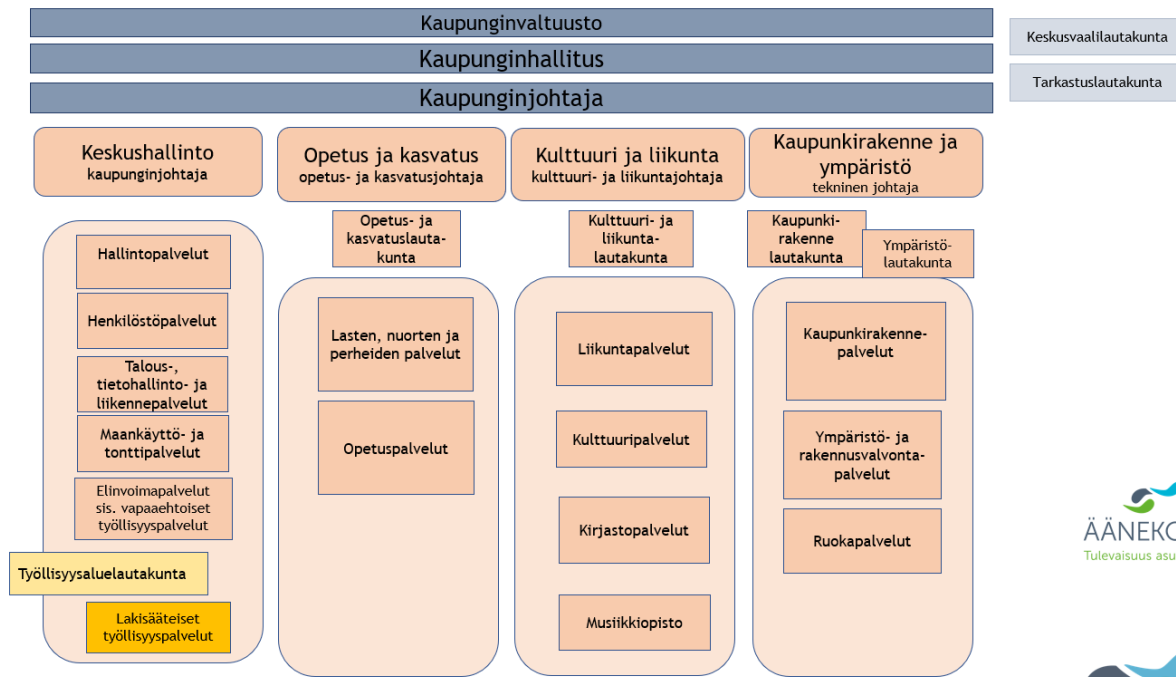 Kaupunginvaltuusto
Kaupunginhallitus
Kaupunginjohtaja
Keskusvaalilautakunta
Tarkastuslautakunta
Keskushallinto
kaupunginjohtaja
Opetus ja kasvatus
opetus- ja kasvatusjohtaja
Kulttuuri ja liikunta
kulttuuri- ja liikuntajohtaja
Kaupunkirakenne ja
ympäristö
tekninen johtaja
Opetus- ja
kasvatuslauta-
kunta
Kulttuuri- ja
liikunta-
lautakunta
Kaupunki-
rakenne
lautakunta
Ympäristö-
lautakunta
Hallintopalvelut
Henkilöstöpalvelut
Talous-,
tietohallinto- ja
liikennepalvelut
Maankäyttö- ja
tonttipalvelut
Elinvoimapalvelut
sis. vapaaehtoiset
työllisyyspalvelut
Työllisyysaluelautakunta
Lakisääteiset
työllisyyspalvelut
Lasten, nuorten ja
perheiden palvelut
Opetuspalvelut
Liikuntapalvelut
Kulttuuripalvelut
Kirjastopalvelut
Musiikkiopisto
Kaupunkirakenne-
palvelut
Ympäristö- ja
rakennusvalvonta-
palvelut
Ruokapalvelut
Tulevaisuus